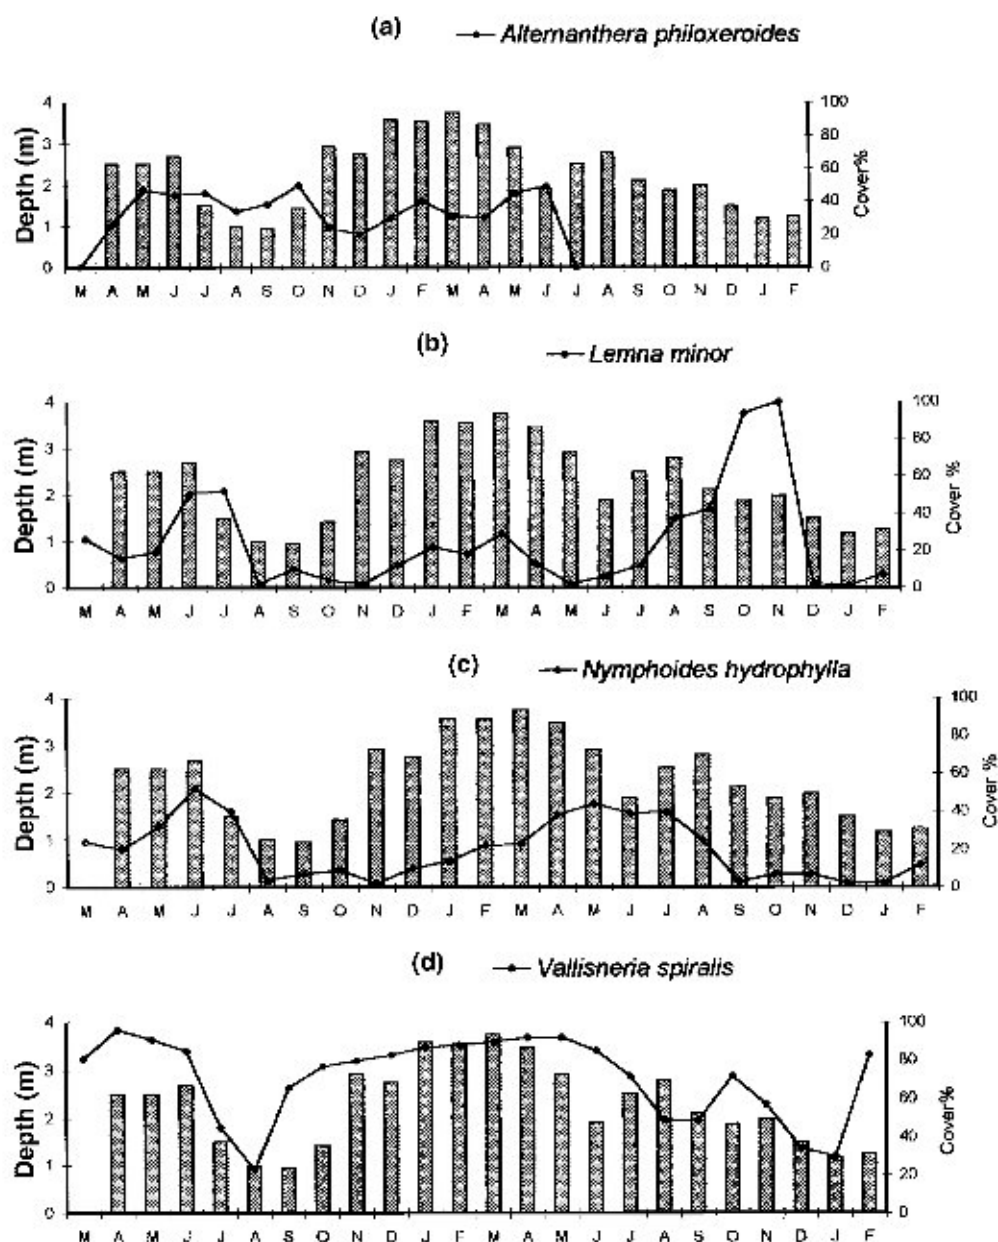 (a)
Alternanthera philoxeroides
Depth (m)
4
3
2
1
0
100
80
60
40
20
0
Cover%
M A M J J A S O N D J F M A M J J A S O N D J F
(b)
Lemna minor
Depth (m)
4
3
2
1
0
100
80
60
40
20
0
Cover %
M A M J J A S O N D J F M A M J J A S O N D J F
(c)
Nymphoides hydrophylla
Depth (m)
4
3
2
1
0
100
80
60
40
20
0
Cover %
M A M J J A S O N D J F M A M J J A S O N D J F
(d)
Vallisneria spiralis
Depth (m)
4
3
2
1
0
100
80
60
40
20
0
Cover%
M A M J J A S O N D J F M A M J J A S O N D J F